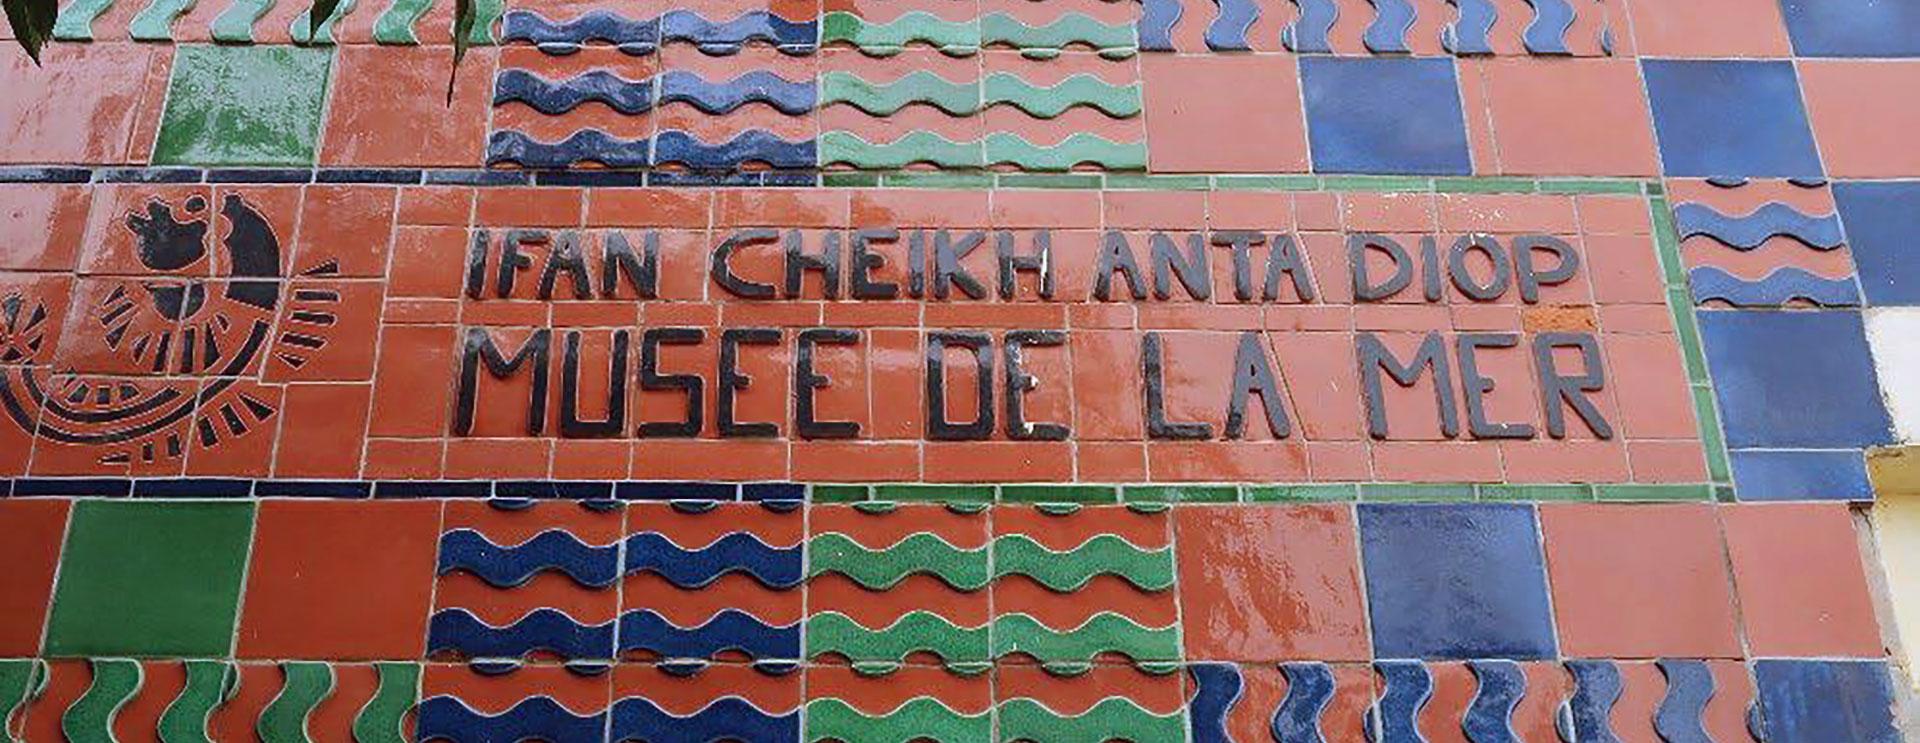 IFAN CHEIKH ANTA DIOP
MUSEE DE LA MER